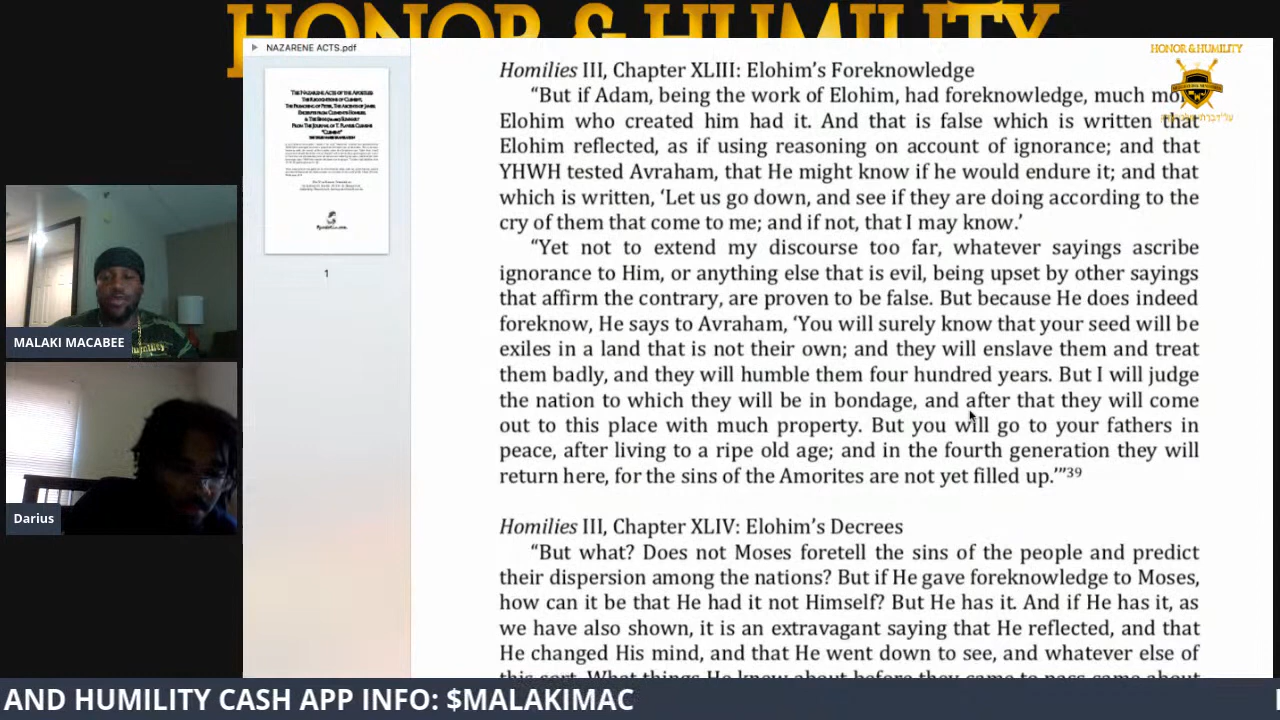 HONOR & HUMILITY
NAZARENE ACTS.pdf
HONOR & HUMILITY
Homilies III, Chapter XLIII: Elohim's Foreknowledge
"But if Adam, being the work of Elohim, had foreknowledge, much
Elohim who created him had it. And that is false which is written that
Elohim reflected, as if using reasoning on account of ignorance; and that
YHWH tested Avraham, that He might know if he would endure it; and that
which is written, 'Let us go down, and see if they are doing according to the
cry of them that come to me; and if not, that I may know.'
"Yet not to extend my discourse too far, whatever sayings ascribe
ignorance to Him, or anything else that is evil, being upset by other sayings
that affirm the contrary, are proven to be false. But because He does indeed
foreknow, He says to Avraham, 'You will surely know that your seed will be
exiles in a land that is not their own; and they will enslave them and treat
them badly, and they will humble them four hundred years. But I will judge
the nation to which they will be in bondage, and after that they will come
out to this place with much property. But you will go to your fathers in
peace, after living to a ripe old age; and in the fourth generation they will
return here, for the sins of the Amorites are not yet filled up.'"39
Homilies III, Chapter XLIV: Elohim's Decrees
"But what? Does not Moses foretell the sins of the people and predict
their dispersion among the nations? But if He gave foreknowledge to Moses,
how can it be that He had it not Himself? But He has it. And if He has it, as
we have also shown, it is an extravagant saying that He reflected, and that
He changed His mind, and that He went down to see, and whatever else of
this sort. What things He knew about before they came to pass came about
1
MALAKI MACABEE
Darius
AND HUMILITY CASH APP INFO: $MALAKIMAC